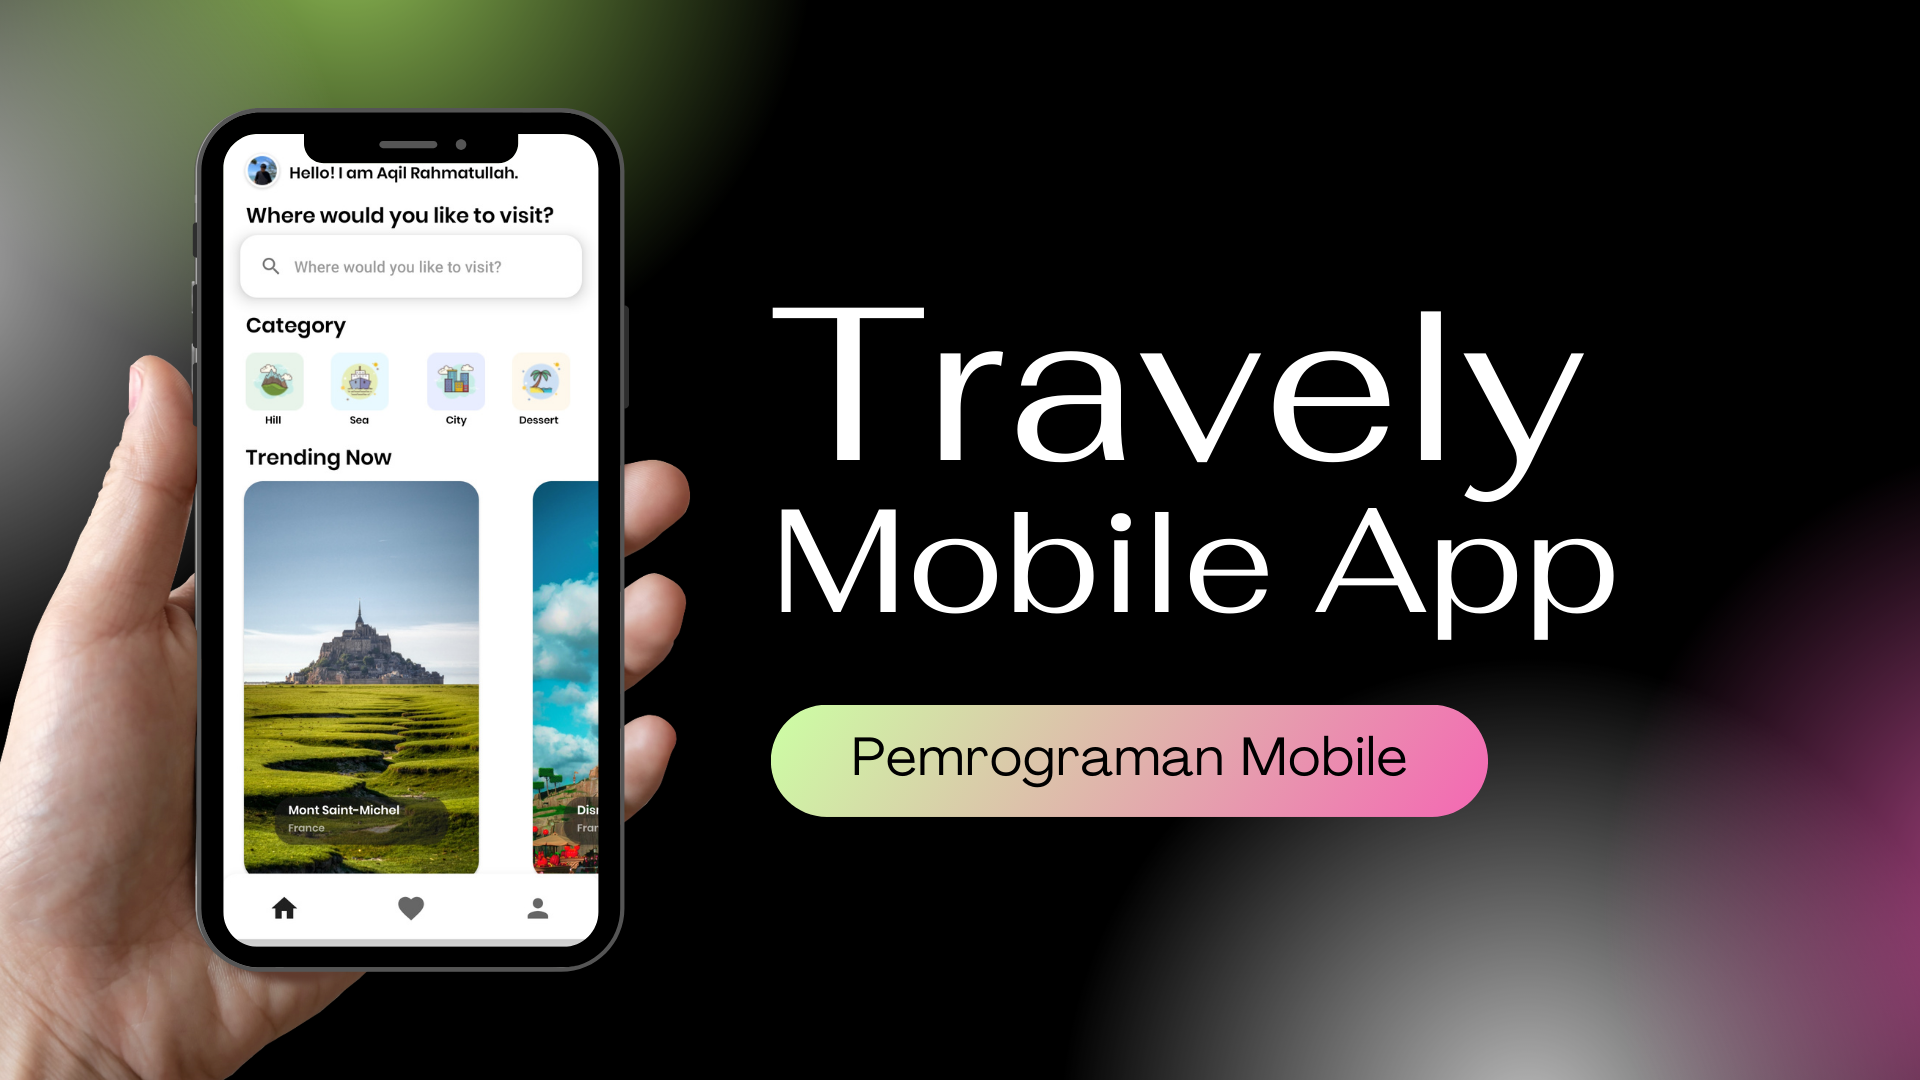 Hello! I am Aqil Rahmatullah.
Where would you like to visit?
Where would you like to visit?
Category
Hill
Sea
City
Dessert
Trending Now
Mont Saint-Michel
France
Travely
Mobile App
Pemrograman Mobile